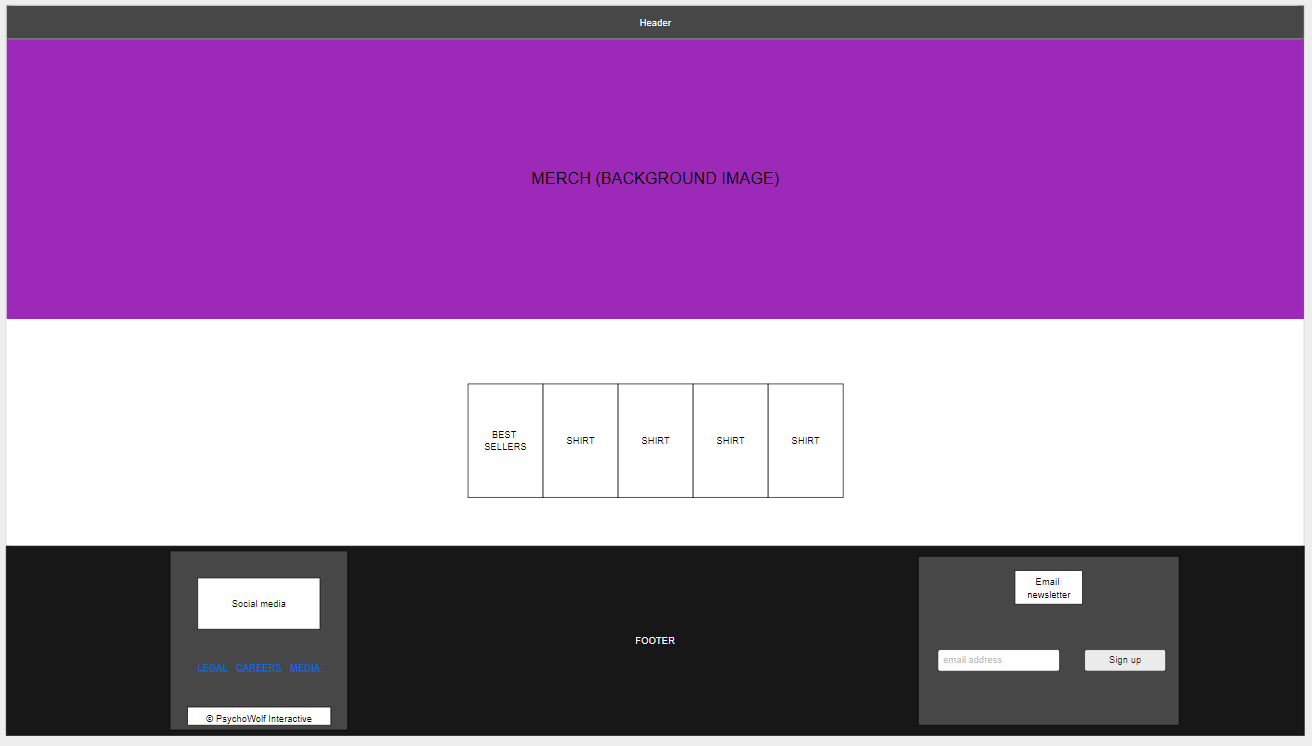 Header
MERCH (BACKGROUND IMAGE)
BEST
SELLERS
SHIRT
SHIRT
SHIRT
SHIRT
Social media
LEGAL CAREERS MEDIA
© PsychoWolf Interactive
FOOTER
Email
newsletter
email address
Sign up